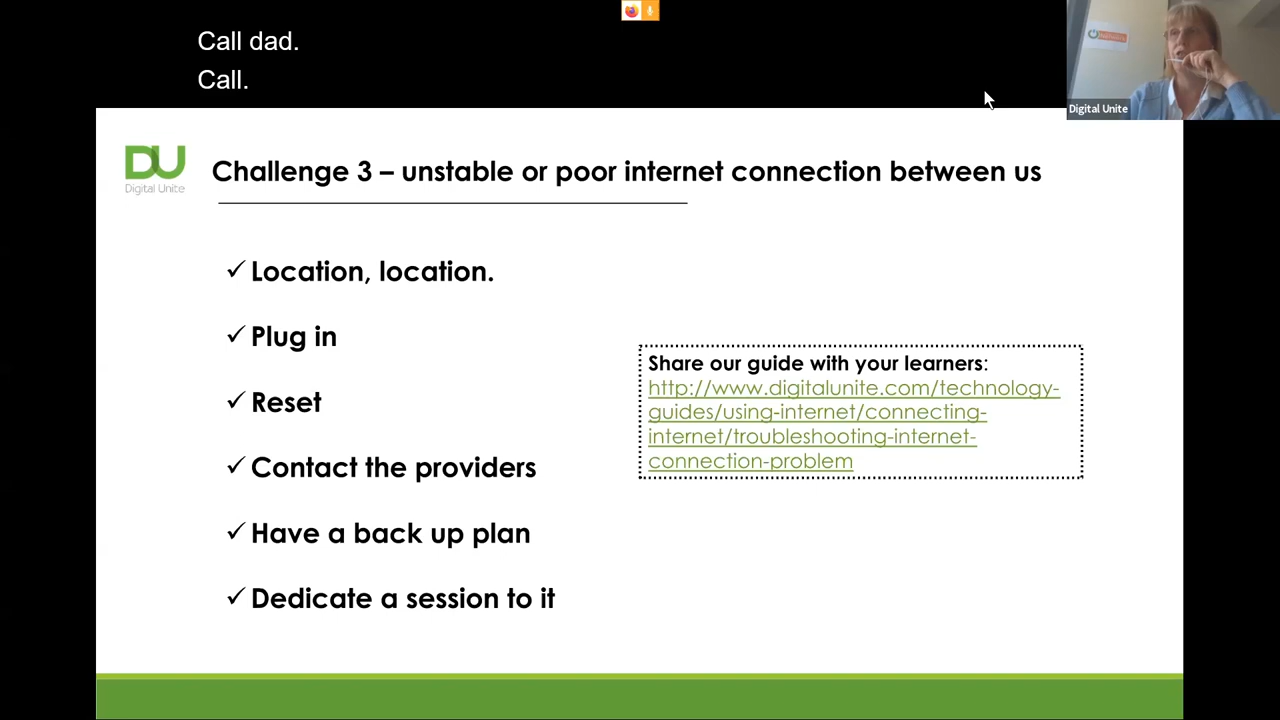 Call dad.
Call.
Digital Unite
DU
Digital Unite
Challenge 3 – unstable or poor internet connection between us
✓ Location, location.
✓ Plug in
✓ Reset
✓ Contact the providers
✓ Have a back up plan
✓ Dedicate a session to it
Share our guide with your learners:
http://www.digitalunite.com/technology-
guides/using-internet/connecting-
internet/troubleshooting-internet-
connection-problem